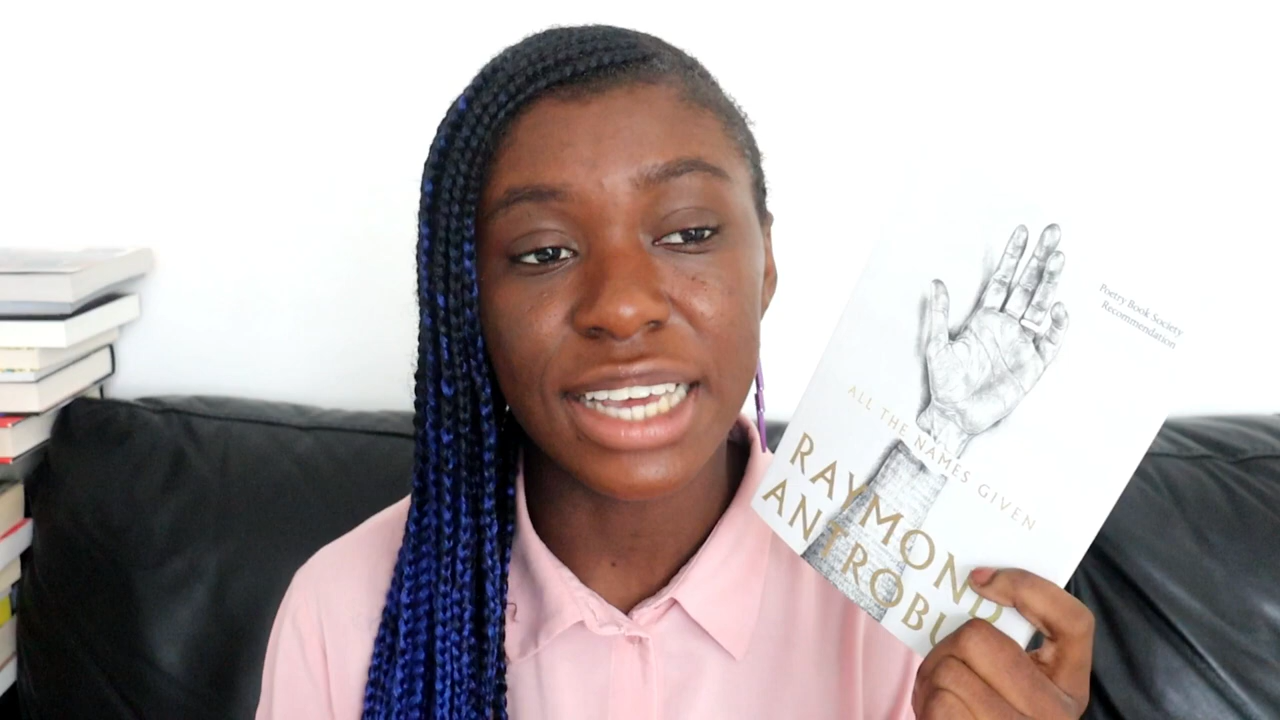 Poetry Book Society
Recommendation
ALL THE NAMES GIVEN
RAYMOND
ANTROBU